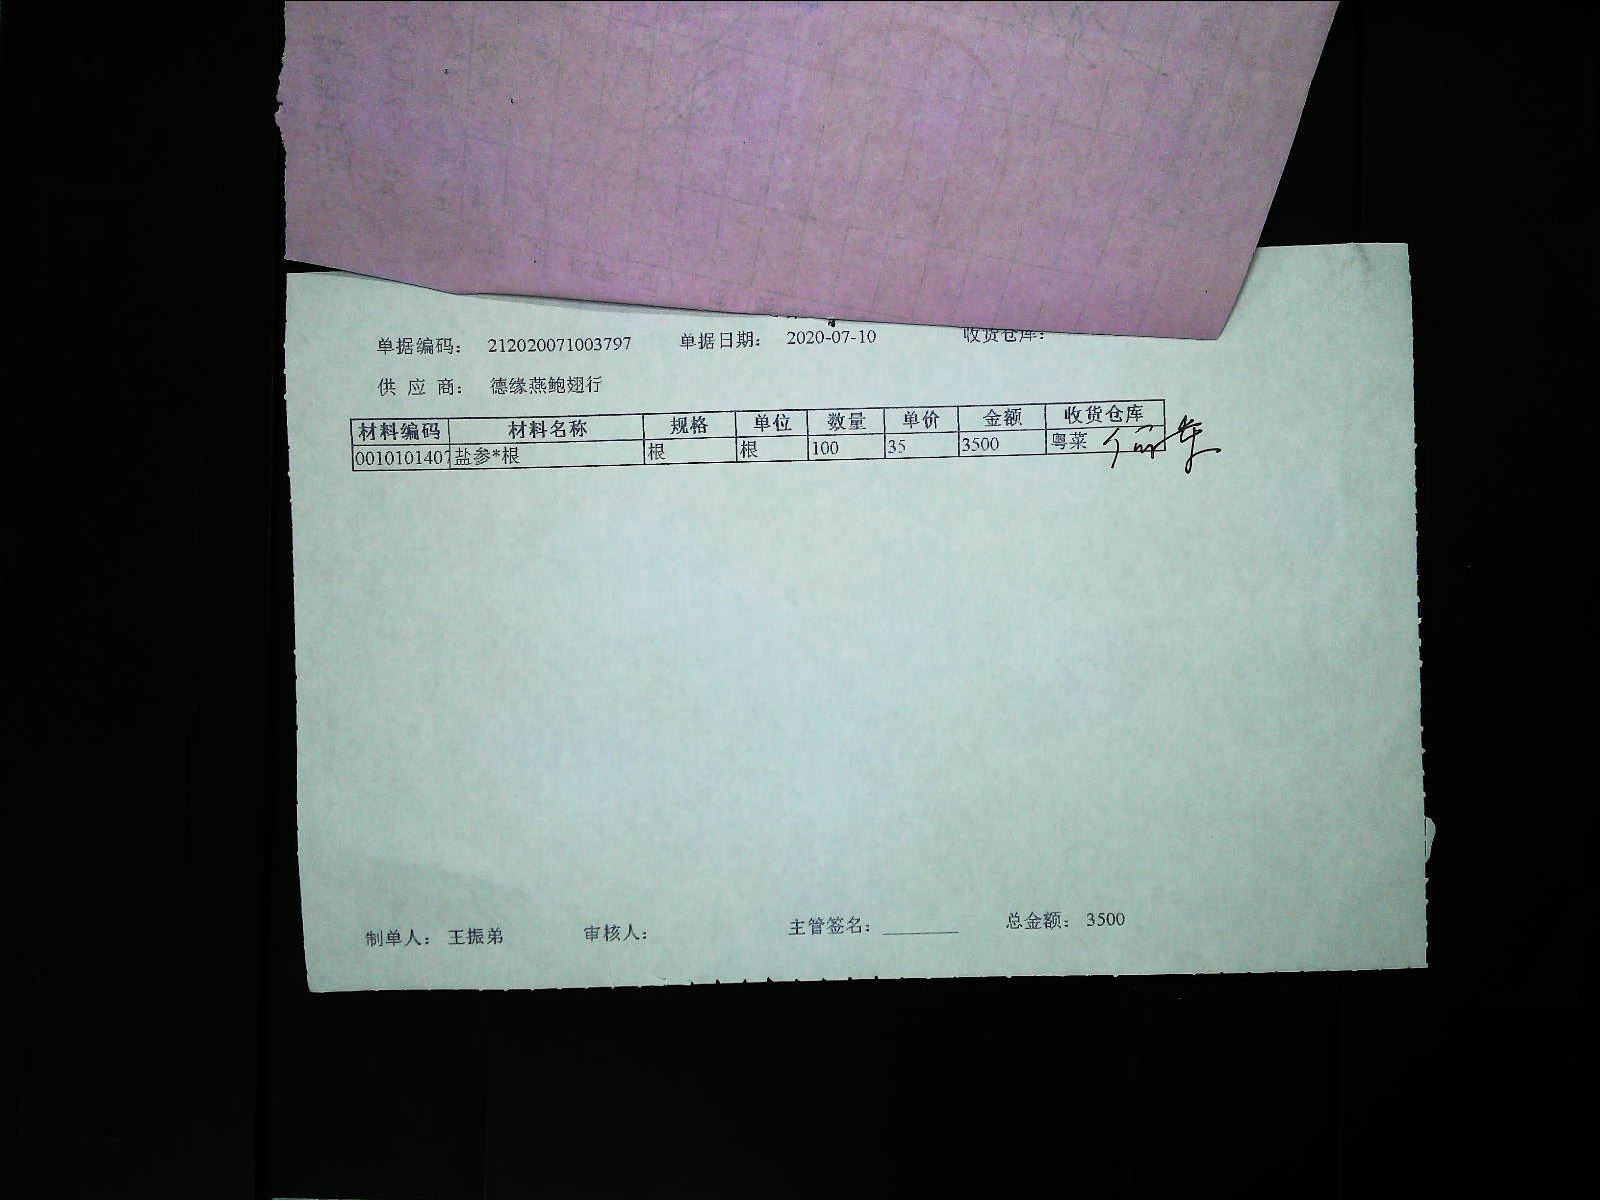 单据编码： 212020071003797 单据日期： 2020-07-10 收货仓库：
供 应 商： 德缘燕鲍翅行
材料编码 材料名称 规格 单位 数量 单价 金额 收货仓库
0010101407 盐参*根 根 根 100 35 3500 粤菜
制单人： 王振弟 审核人： 主管签名： 总金额： 3500